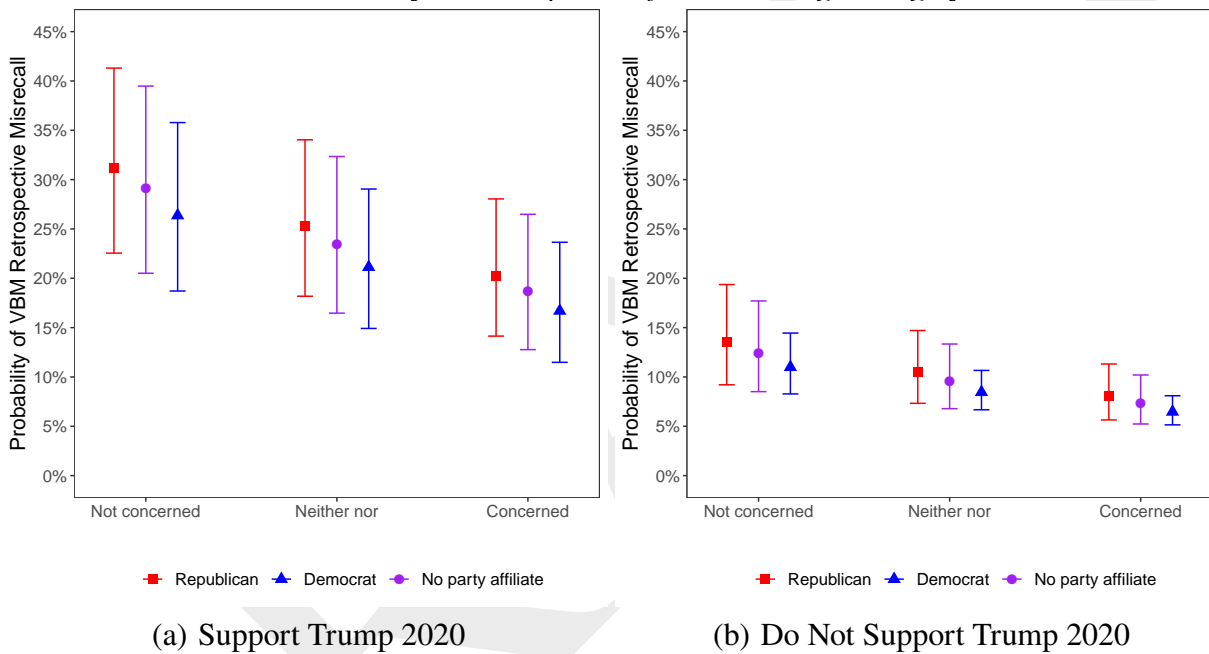 45%
40%
35%
30%
25%
20%
15%
10%
5%
0%
Probability of VBM Retrospective Misrecall
Not concerned
Neither nor
Concerned
Republican
Democrat
No party affiliate
(a) Support Trump 2020
45%
40%
35%
30%
25%
20%
15%
10%
5%
0%
Probability of VBM Retrospective Misrecall
Not concerned
Neither nor
Concerned
Republican
Democrat
No party affiliate
(b) Do Not Support Trump 2020